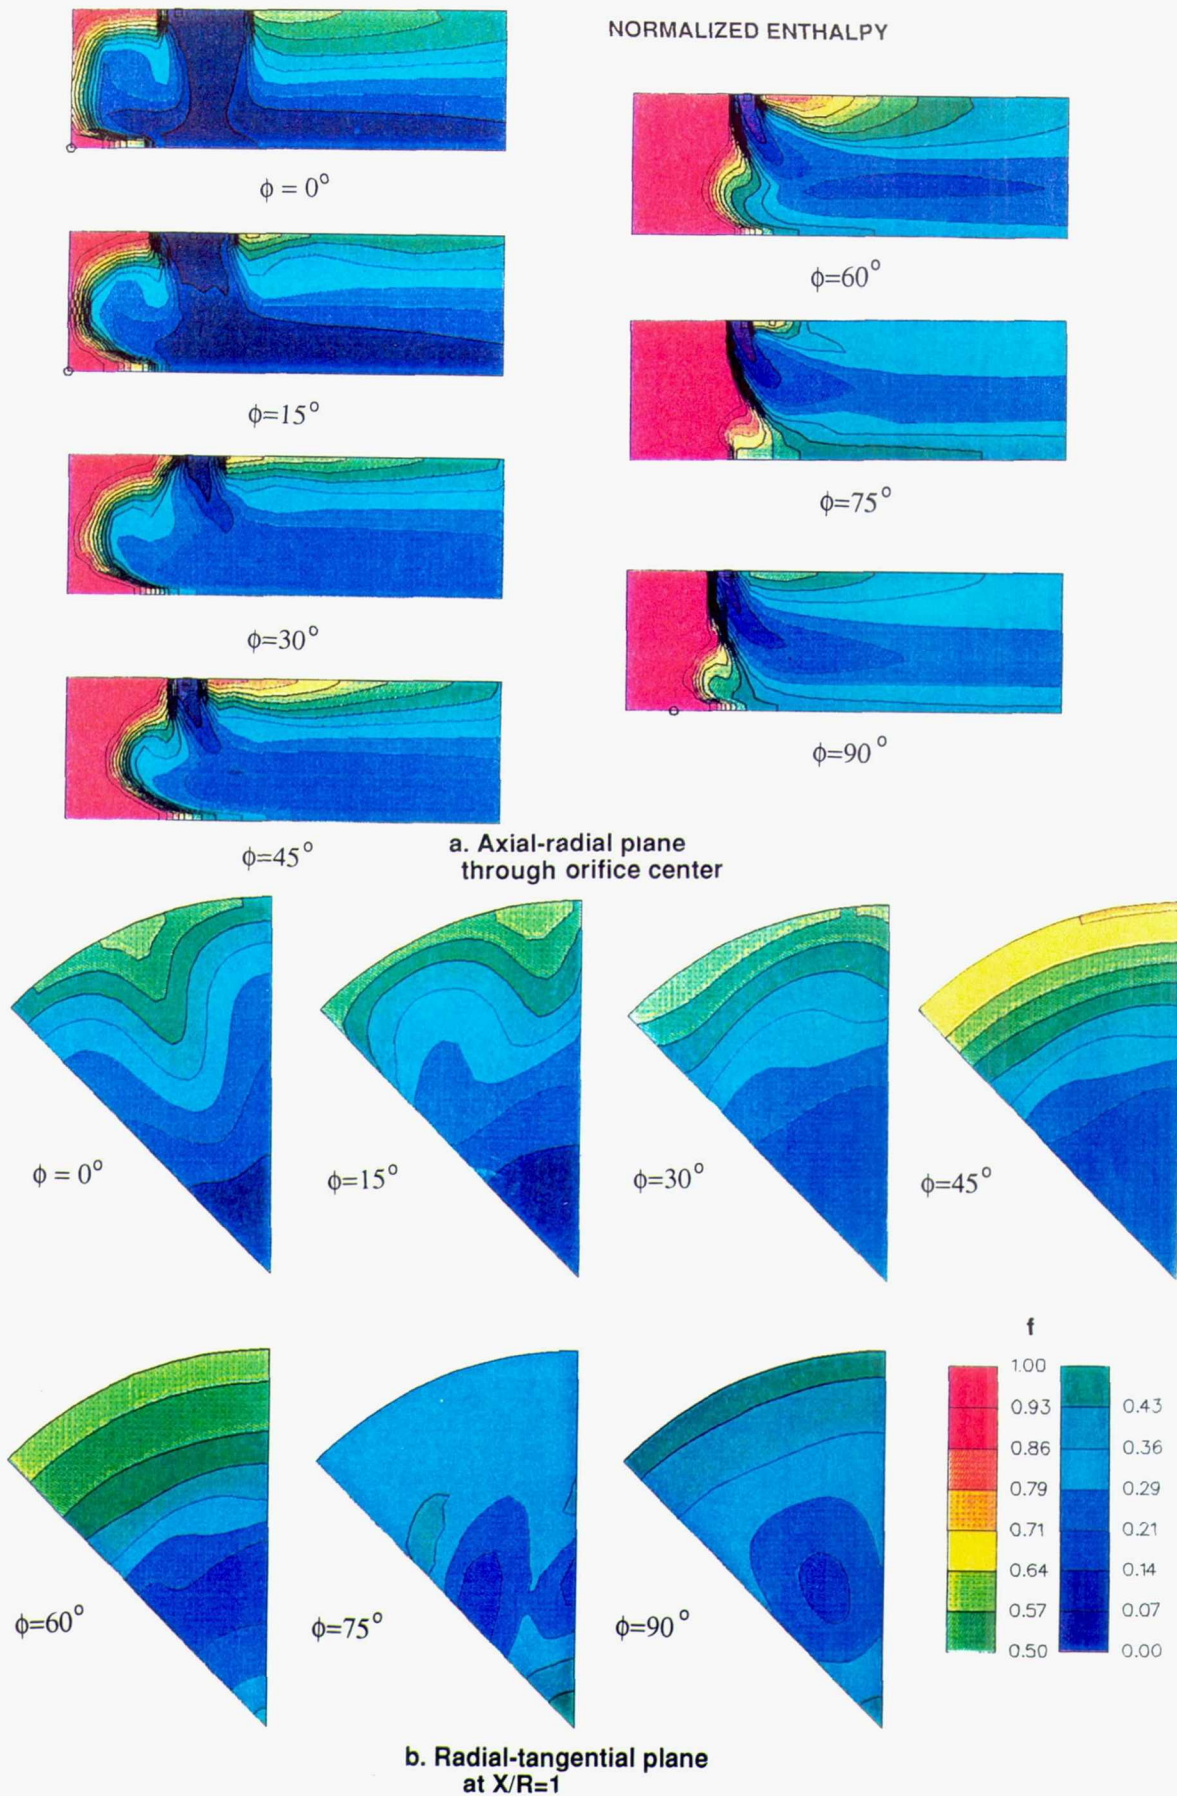 NORMALIZED ENTHALPY
ϕ = 0°
ϕ=15°
ϕ=30°
ϕ=45°
ϕ=60°
ϕ=75°
ϕ=90°
a. Axial-radial plane
through orifice center
ϕ = 0°
ϕ=15°
ϕ=30°
ϕ=45°
ϕ=60°
ϕ=75°
ϕ=90°
f
1.00
0.93
0.86
0.79
0.71
0.64
0.57
0.50
0.43
0.36
0.29
0.21
0.14
0.07
0.00
b. Radial-tangential plane
at X/R=1